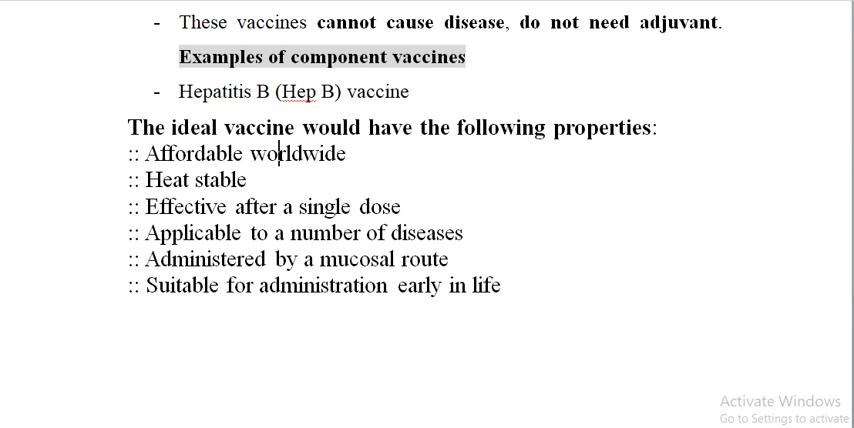 - These vaccines cannot cause disease, do not need adjuvant.
Examples of component vaccines
- Hepatitis B (Hep B) vaccine
The ideal vaccine would have the following properties:
:: Affordable worldwide
:: Heat stable
:: Effective after a single dose
:: Applicable to a number of diseases
:: Administered by a mucosal route
:: Suitable for administration early in life
Activate Windows
Go to Settings to activate